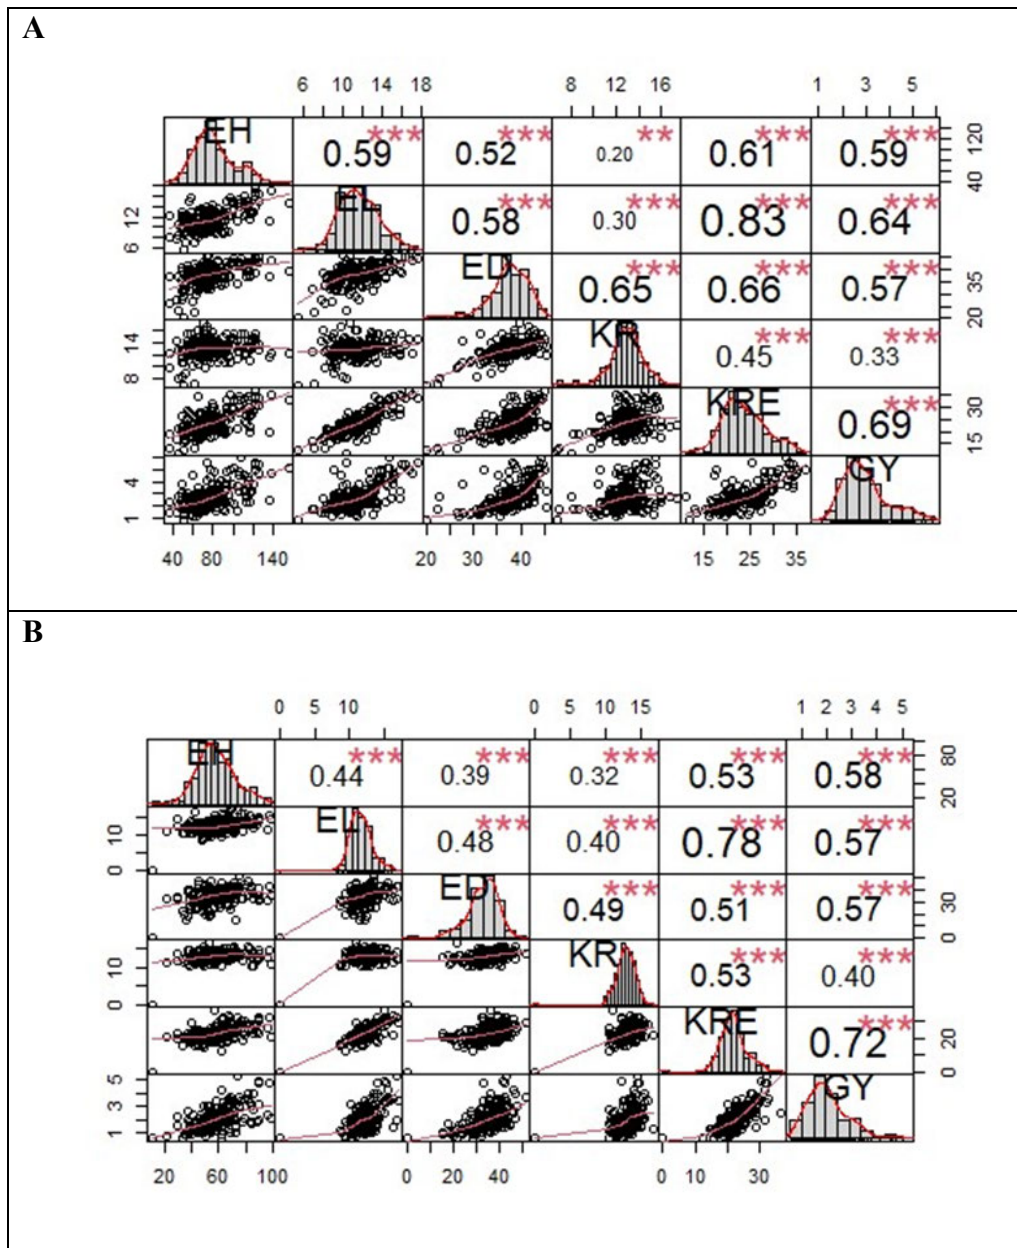 A
6 10 14 18 8 12 16 1 3 5
EH *** *** ** *** ***
0.59 0.52 0.20 0.61 0.59
40 120
EL *** *** *** ***
0.58 0.30 0.83 0.64
6 12
ED *** *** ***
0.65 0.66 0.57
20 35
KR *** ***
0.45 0.33
8 14
KRE ***
0.69
15 30
GY
1 4
40 80 140 20 30 40 15 25 35
B
0 5 10 0 5 10 15 1 2 3 4 5
EH *** *** *** *** ***
0.44 0.39 0.32 0.53 0.58
20 80
EL *** *** *** ***
0.48 0.40 0.78 0.57
0 10
ED *** *** ***
0.49 0.51 0.57
0 30
KR *** ***
0.53 0.40
0 10
KRE ***
0.72
0 20
GY
1 3 5
20 60 100 0 20 40 0 10 30